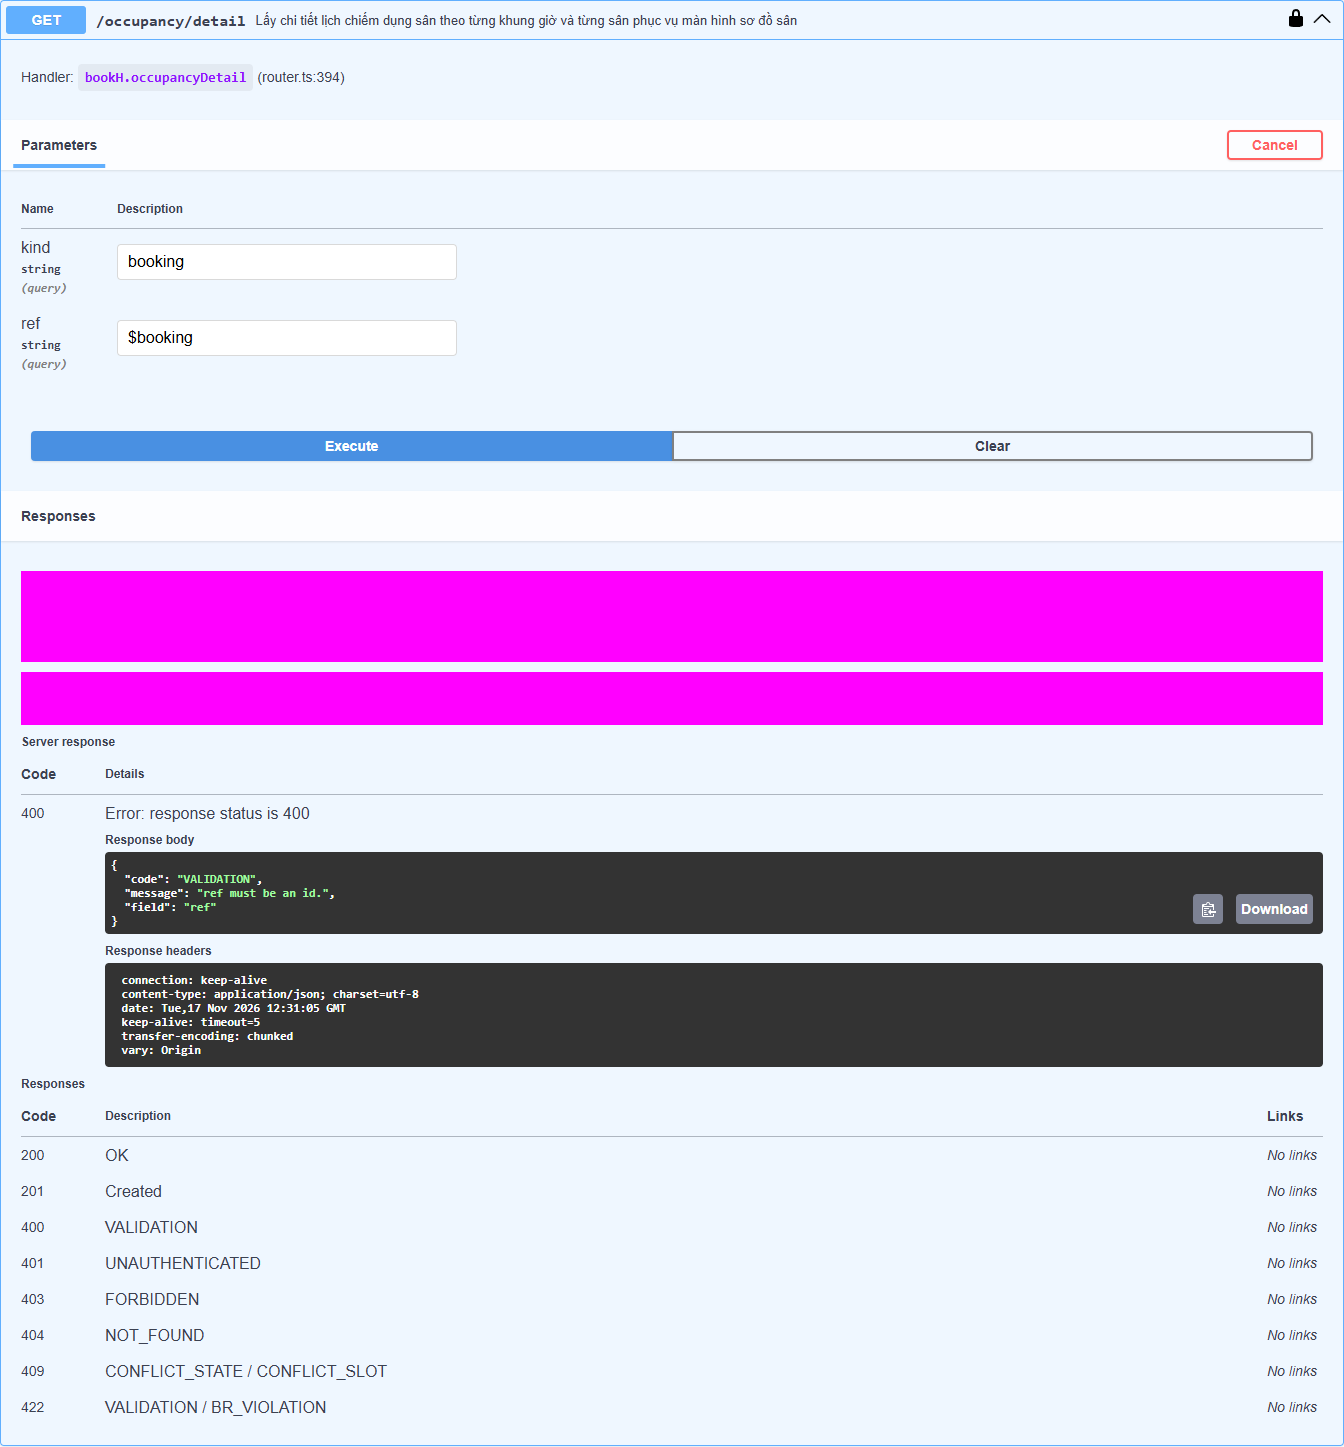 GET /occupancy/detail Lấy chi tiết lịch chiếm dụng sân theo từng khung giờ và từng sân phục vụ màn hình sơ đồ sân
Handler: bookH.occupancyDetail (router.ts:394)
Parameters Cancel
Name Description
kind
string
(query)
booking
ref
string
(query)
$booking
Execute Clear
Responses
Server response
Code Details
400 Error: response status is 400
Response body
{
"code": "VALIDATION",
"message": "ref must be an id.",
"field": "ref"
}
Download
Response headers
connection: keep-alive
content-type: application/json; charset=utf-8
date: Tue,17 Nov 2026 12:31:05 GMT
keep-alive: timeout=5
transfer-encoding: chunked
vary: Origin
Responses
Code Description Links
200 OK No links
201 Created No links
400 VALIDATION No links
401 UNAUTHENTICATED No links
403 FORBIDDEN No links
404 NOT_FOUND No links
409 CONFLICT_STATE / CONFLICT_SLOT No links
422 VALIDATION / BR_VIOLATION No links